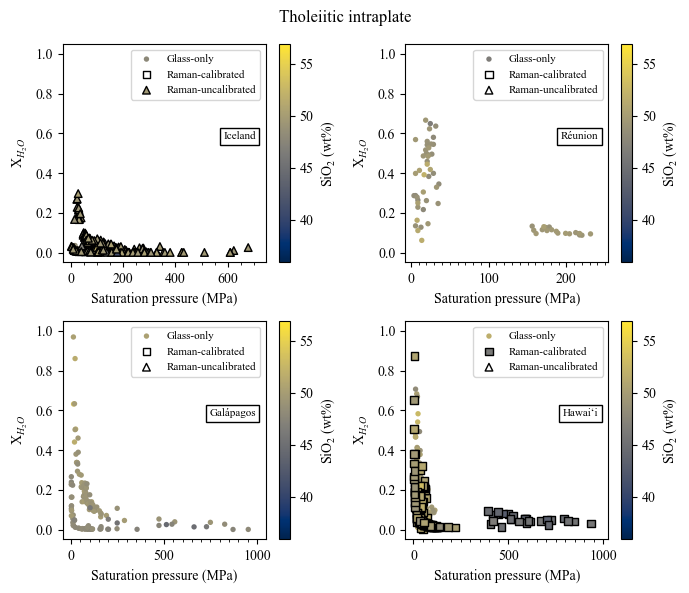 Tholeiitic intraplate
1.0
0.8
0.6
0.4
0.2
0.0
X_{H_2O}
Glass-only
Raman-calibrated
Raman-uncalibrated
Iceland
0
200
400
600
Saturation pressure (MPa)
55
50
45
40
SiO₂ (wt%)
1.0
0.8
0.6
0.4
0.2
0.0
X_{H_2O}
Glass-only
Raman-calibrated
Raman-uncalibrated
Réunion
0
100
200
Saturation pressure (MPa)
55
50
45
40
SiO₂ (wt%)
1.0
0.8
0.6
0.4
0.2
0.0
X_{H_2O}
Glass-only
Raman-calibrated
Raman-uncalibrated
Galápagos
0
500
1000
Saturation pressure (MPa)
55
50
45
40
SiO₂ (wt%)
1.0
0.8
0.6
0.4
0.2
0.0
X_{H_2O}
Glass-only
Raman-calibrated
Raman-uncalibrated
Hawai‘i
0
500
1000
Saturation pressure (MPa)
55
50
45
40
SiO₂ (wt%)